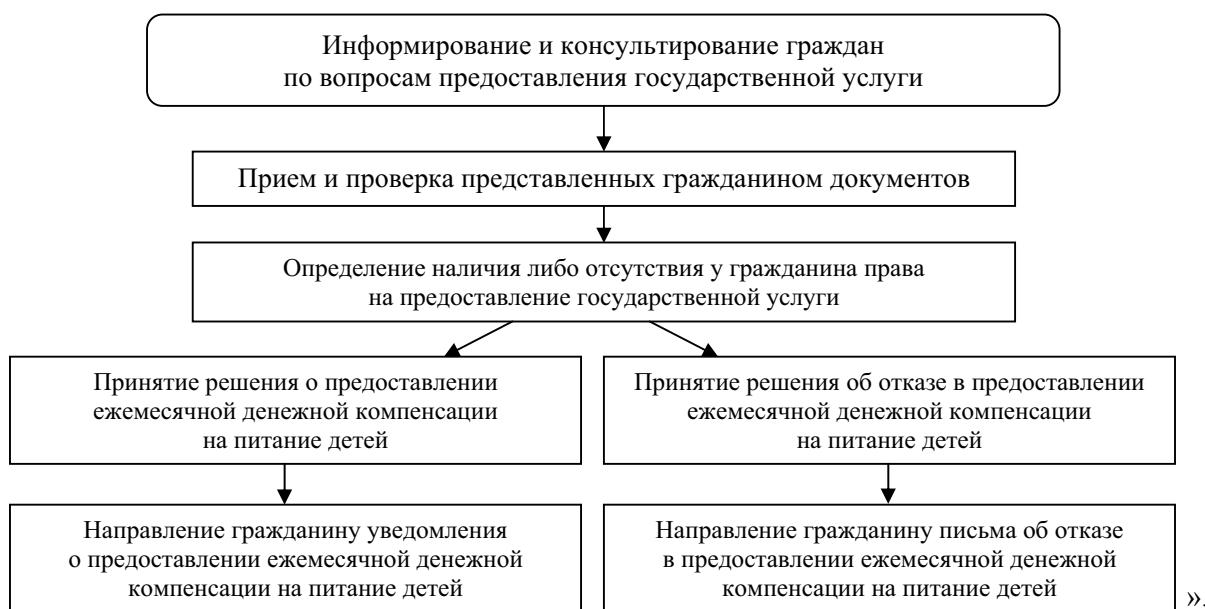 Информирование и консультирование граждан
по вопросам предоставления государственной услуги
Прием и проверка представленных гражданином документов
Определение наличия либо отсутствия у гражданина права
на предоставление государственной услуги
Принятие решения о предоставлении
ежемесячной денежной компенсации
на питание детей
Принятие решения об отказе в предоставлении
ежемесячной денежной компенсации
на питание детей
Направление гражданину уведомления
о предоставлении ежемесячной денежной
компенсации на питание детей
Направление гражданину письма об отказе
в предоставлении ежемесячной денежной
компенсации на питание детей
».